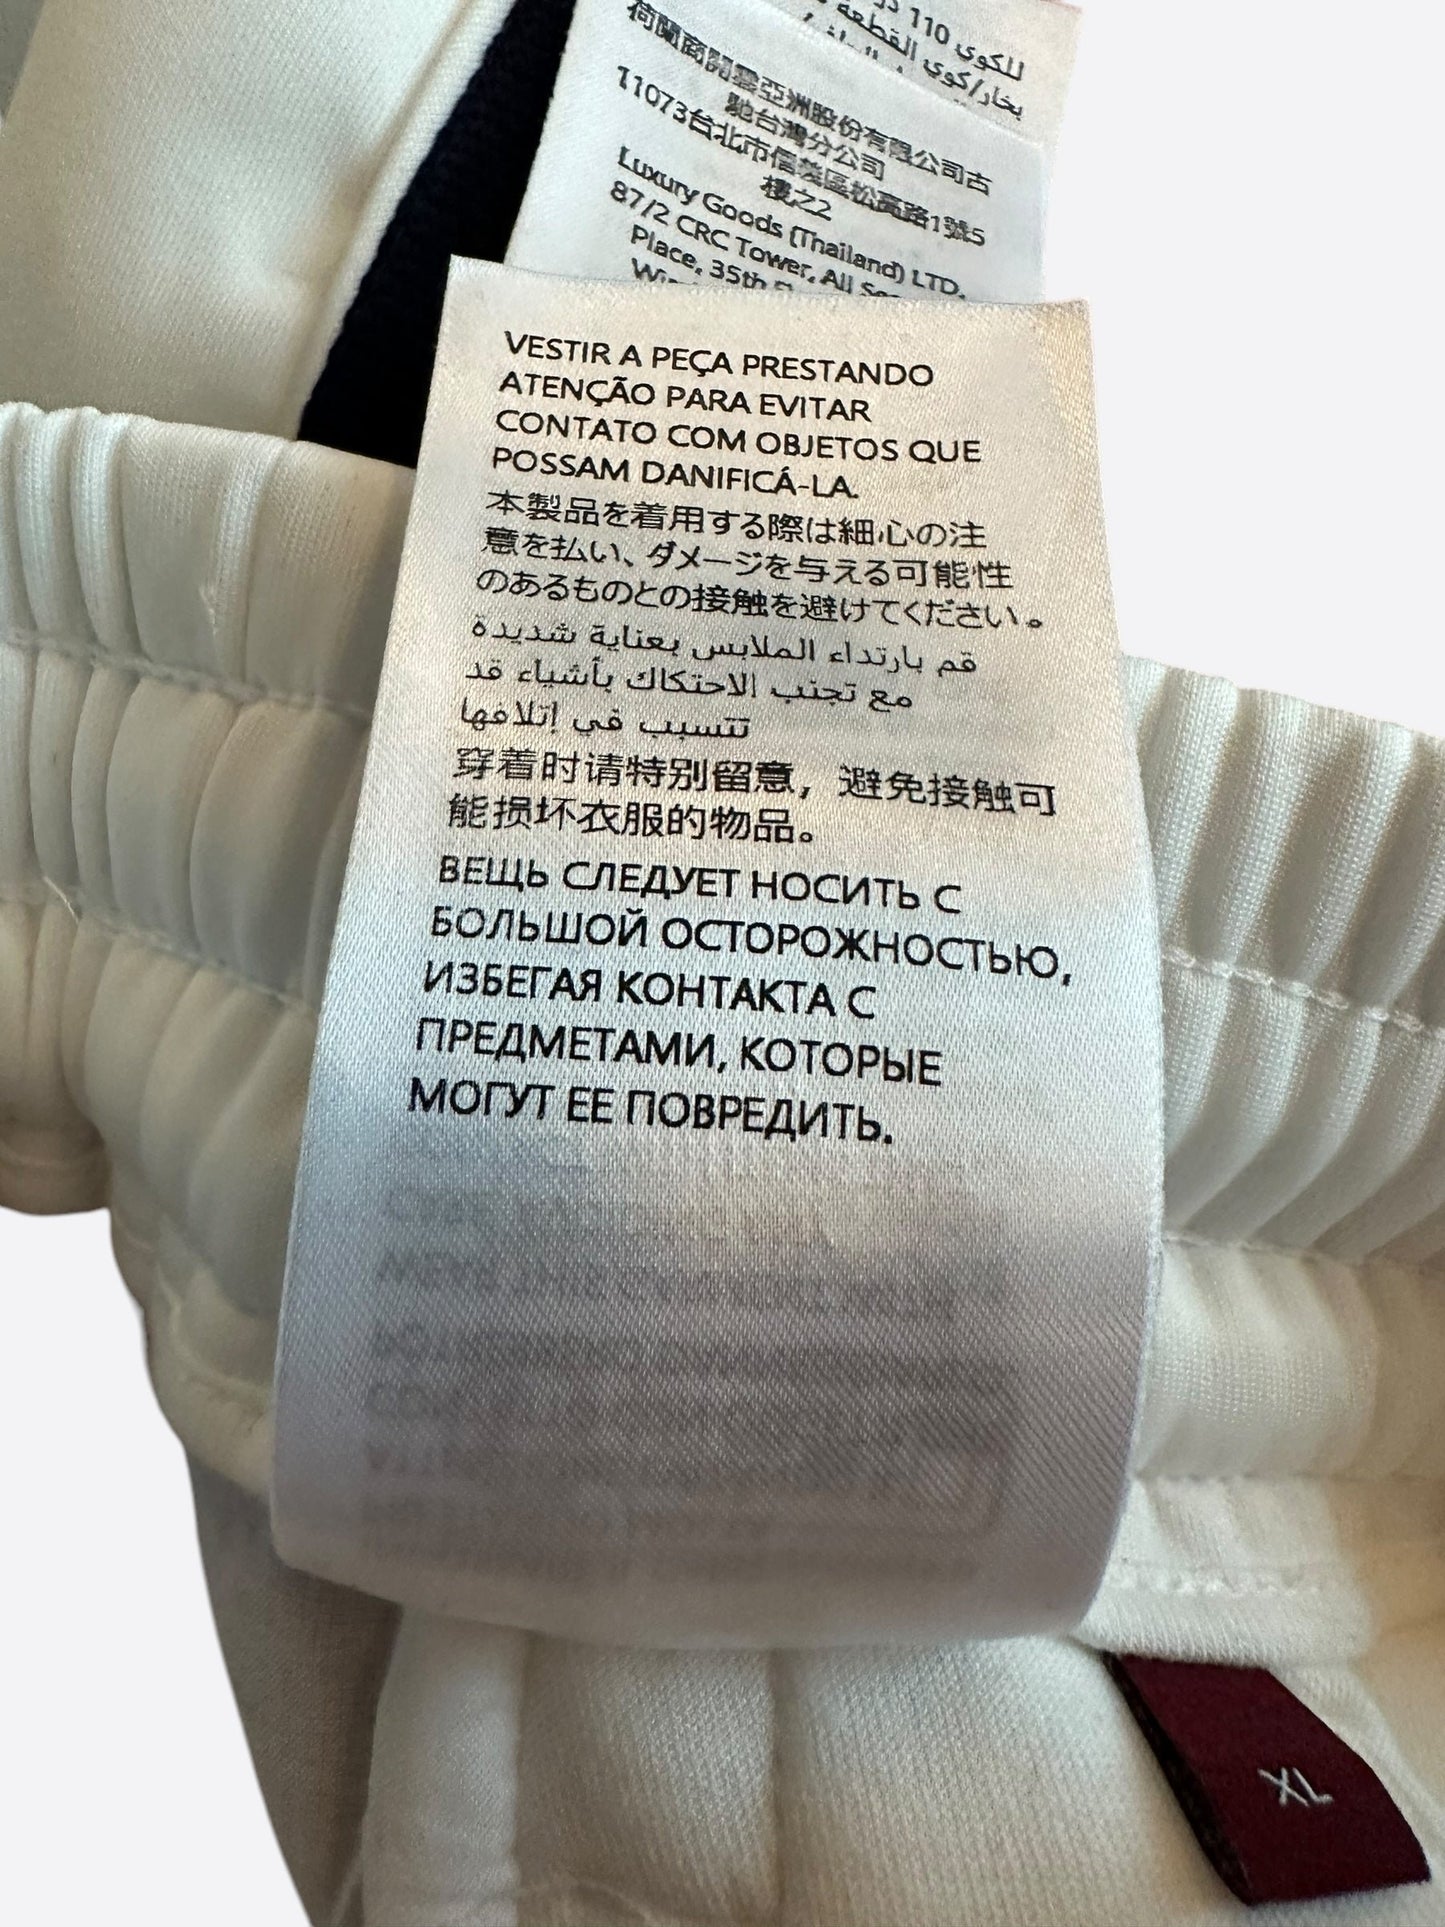 للكوي 110
بخار/كوي القطعة
荷蘭商開雲亞洲股份有限公司古
馳台灣分公司
11073台北市信義區松高路1號5
樓之2
Luxury Goods (Thailand) LTD.
87/2 CRC Tower, All
Place, 35th
VESTIR A PEÇA PRESTANDO
ATENÇÃO PARA EVITAR
CONTATO COM OBJETOS QUE
POSSAM DANIFICÁ-LA.
本製品を着用する際は細心の注
意を払い、ダメージを与える可能性
のあるものとの接触を避けてください。
قم بارتداء الملابس بعناية شديدة
مع تجنب الاحتكاك بأشياء قد
تتسبب في إتلافها
穿着时请特别留意，避免接触可
能损坏衣服的物品。
ВЕЩЬ СЛЕДУЕТ НОСИТЬ С
БОЛЬШОЙ ОСТОРОЖНОСТЬЮ,
ИЗБЕГАЯ КОНТАКТА С
ПРЕДМЕТАМИ, КОТОРЫЕ
МОГУТ ЕЕ ПОВРЕДИТЬ.
XL